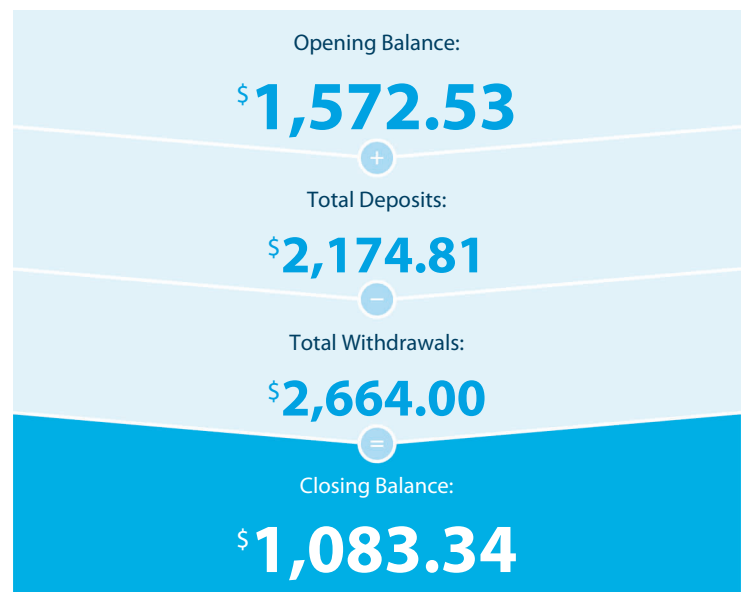 Opening Balance:
$1,572.53
+
Total Deposits:
$2,174.81
−
Total Withdrawals:
$2,664.00
=
Closing Balance:
$1,083.34